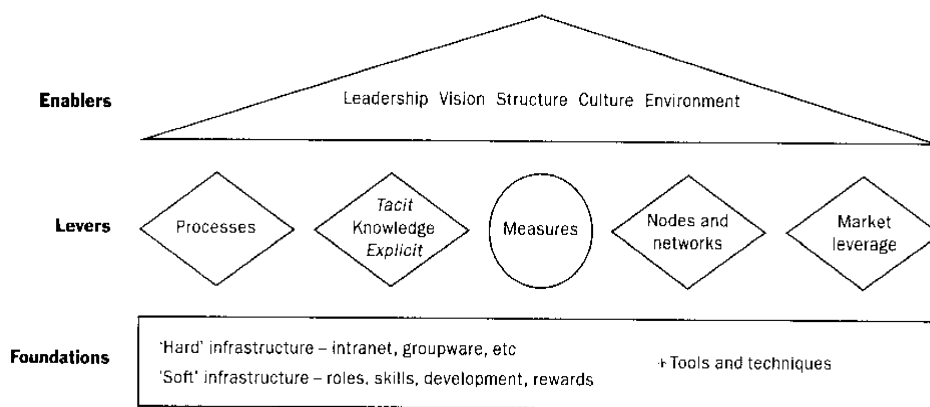 Enablers
Leadership Vision Structure Culture Environment
Levers
Processes
Tacit
Knowledge
Explicit
Measures
Nodes and
networks
Market
leverage
Foundations
'Hard' infrastructure – intranet, groupware, etc
'Soft' infrastructure – roles, skills, development, rewards
+Tools and techniques